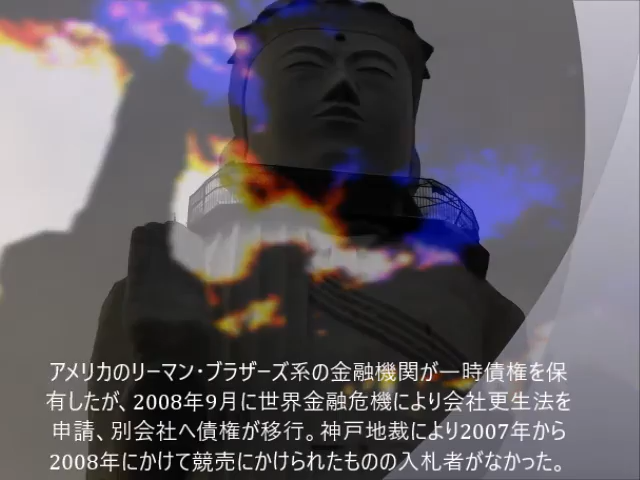 アメリカのリーマン・ブラザーズ系の金融機関が一時債権を保
有したが、2008年9月に世界金融危機により会社更生法を
申請、別会社へ債権が移行。神戸地裁により2007年から
2008年にかけて競売にかけられたものの入札者がなかった。